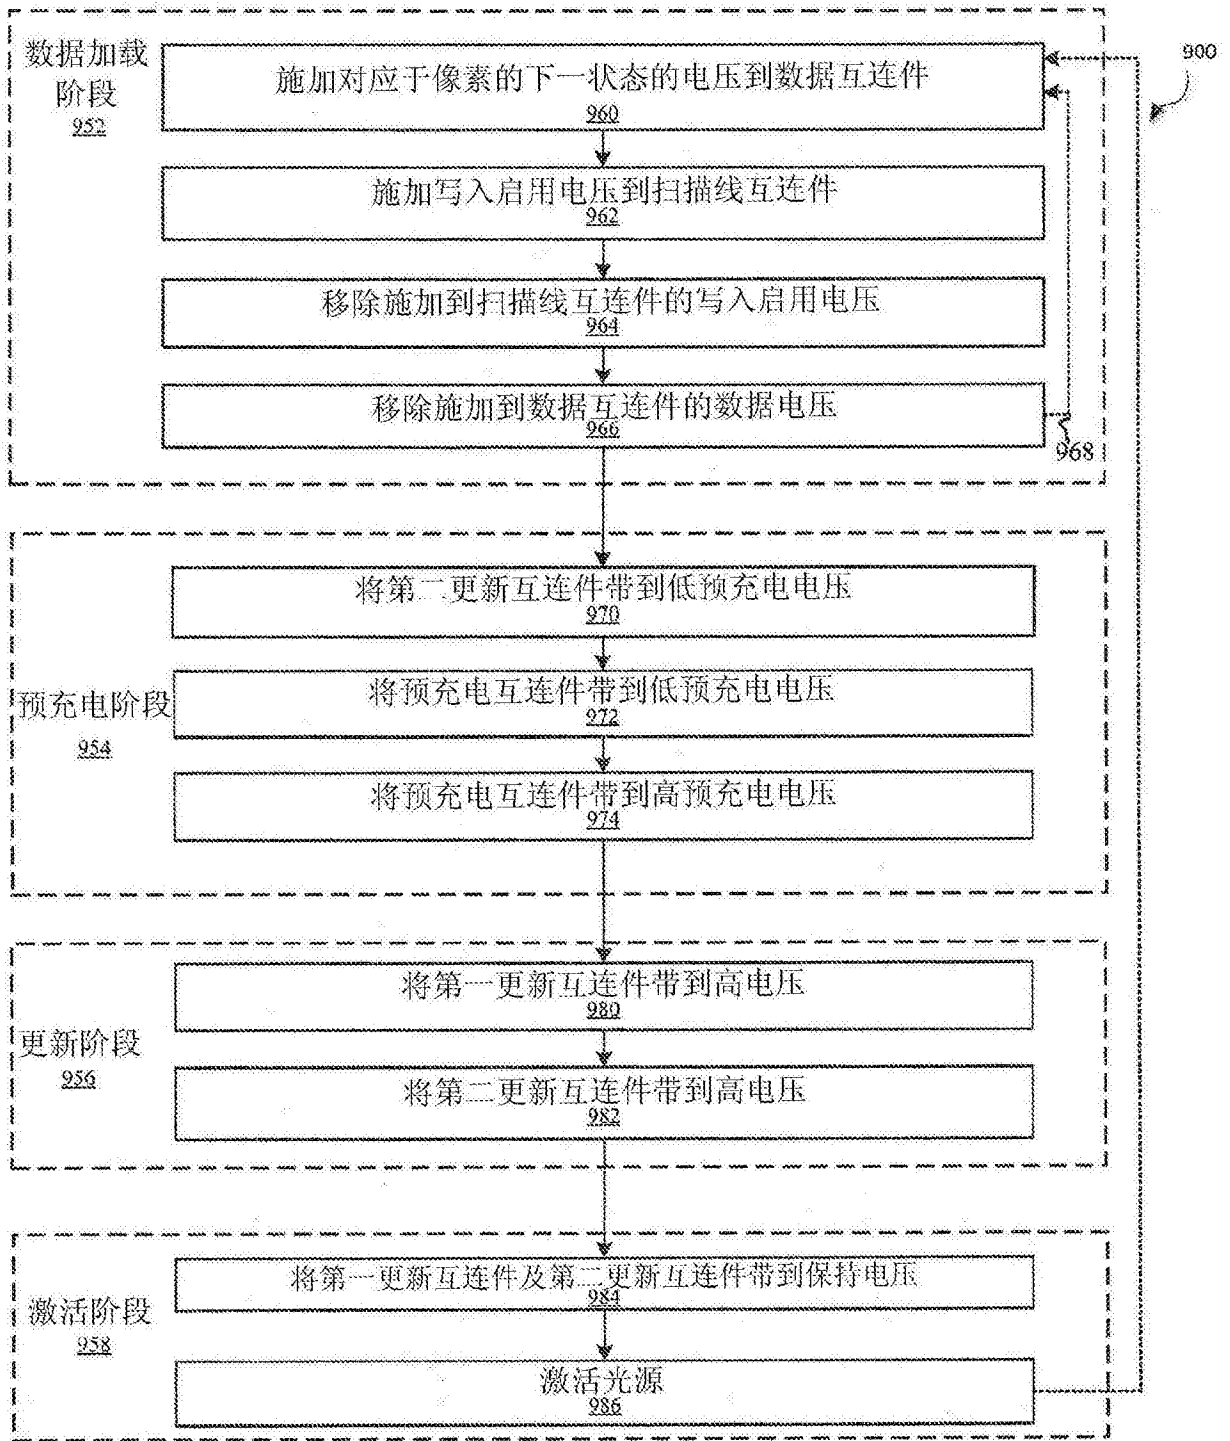 900
数据加载
阶段
952
施加对应于像素的下一状态的电压到数据互连件
960
施加写入启用电压到扫描线互连件
962
移除施加到扫描线互连件的写入启用电压
964
移除施加到数据互连件的数据电压
966
968
将第二更新互连件带到低预充电电压
970
预充电阶段
954
将预充电互连件带到低预充电电压
972
将预充电互连件带到高预充电电压
974
更新阶段
956
将第一更新互连件带到高电压
980
将第二更新互连件带到高电压
982
激活阶段
958
将第一更新互连件及第二更新互连件带到保持电压
984
激活光源
986